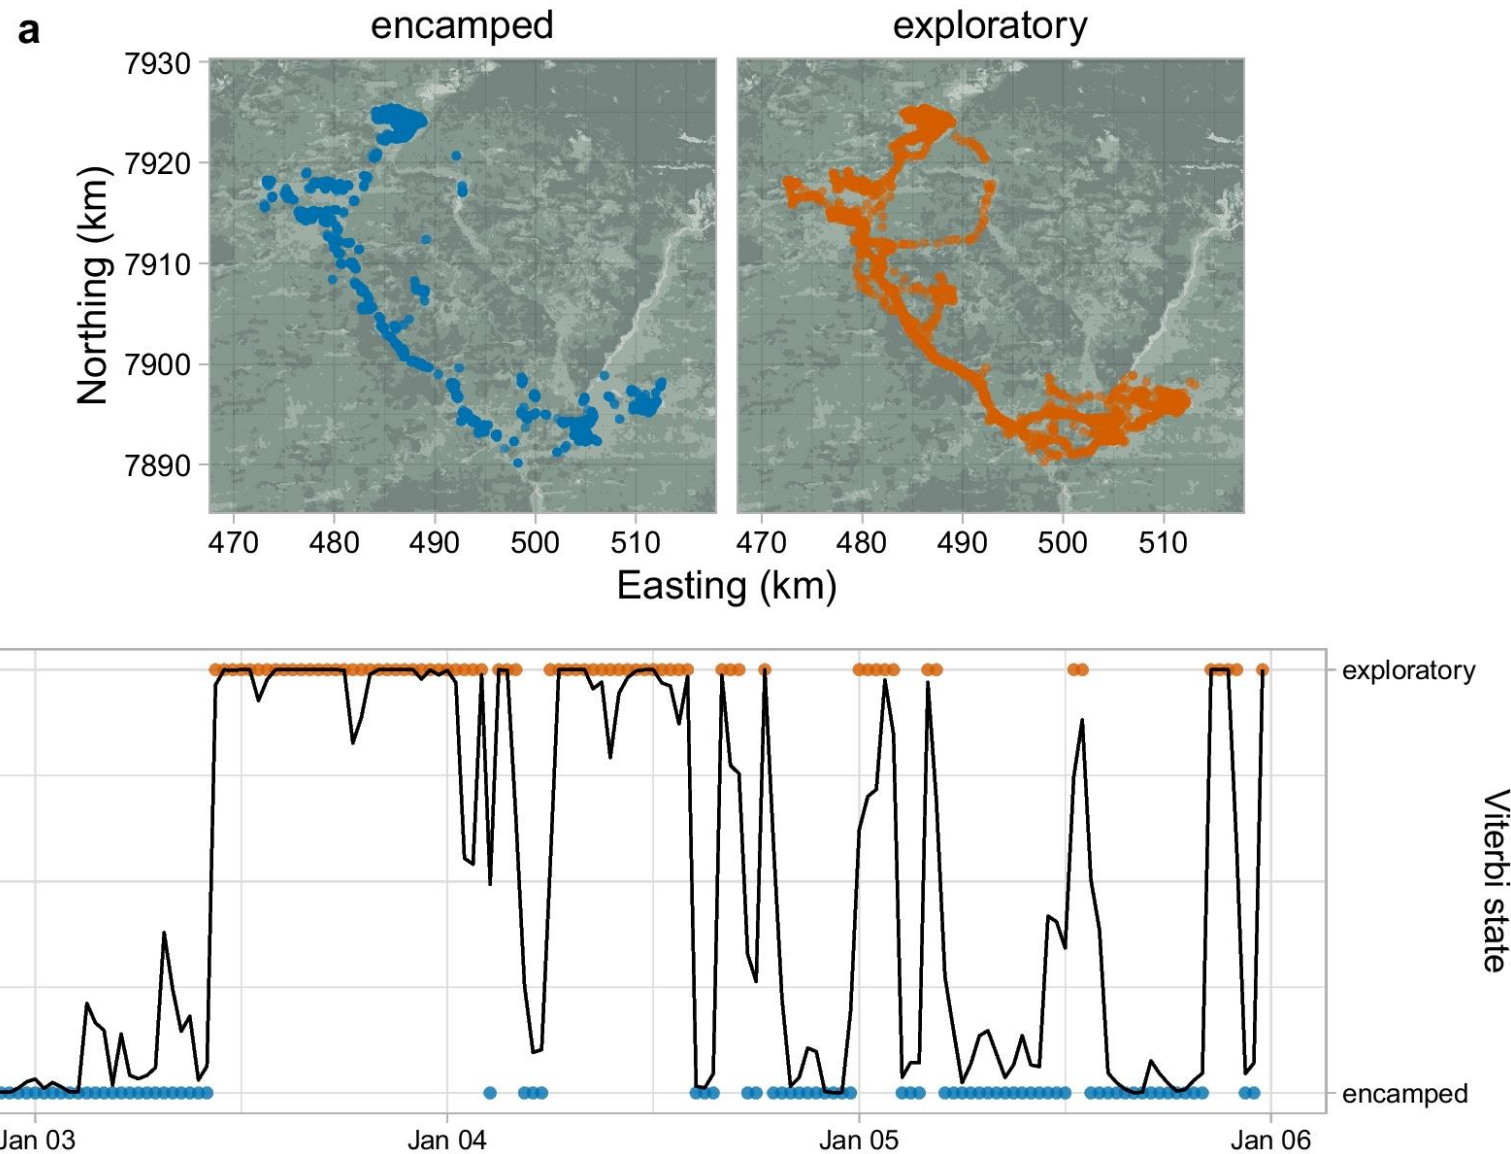 a
encamped exploratory
7930
7920
7910
7900
7890
Northing (km)
470 480 490 500 510 470 480 490 500 510
Easting (km)
exploratory
encamped
Viterbi state
Jan 03 Jan 04 Jan 05 Jan 06